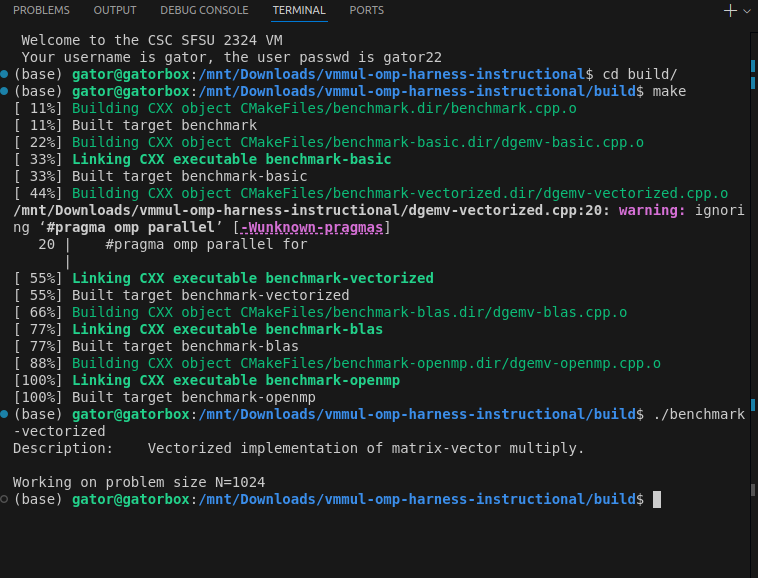 PROBLEMS OUTPUT DEBUG CONSOLE TERMINAL PORTS
Welcome to the CSC SFSU 2324 VM
Your username is gator, the user passwd is gator22
(base) gator@gatorbox:/mnt/Downloads/vmmul-omp-harness-instructional$ cd build/
(base) gator@gatorbox:/mnt/Downloads/vmmul-omp-harness-instructional/build$ make
[ 11%] Building CXX object CMakeFiles/benchmark.dir/benchmark.cpp.o
[ 11%] Built target benchmark
[ 22%] Building CXX object CMakeFiles/benchmark-basic.dir/dgemv-basic.cpp.o
[ 33%] Linking CXX executable benchmark-basic
[ 33%] Built target benchmark-basic
[ 44%] Building CXX object CMakeFiles/benchmark-vectorized.dir/dgemv-vectorized.cpp.o
/mnt/Downloads/vmmul-omp-harness-instructional/dgemv-vectorized.cpp:20: warning: ignori
ng ‘#pragma omp parallel’ [-Wunknown-pragmas]
20 | #pragma omp parallel for
|
[ 55%] Linking CXX executable benchmark-vectorized
[ 55%] Built target benchmark-vectorized
[ 66%] Building CXX object CMakeFiles/benchmark-blas.dir/dgemv-blas.cpp.o
[ 77%] Linking CXX executable benchmark-blas
[ 77%] Built target benchmark-blas
[ 88%] Building CXX object CMakeFiles/benchmark-openmp.dir/dgemv-openmp.cpp.o
[100%] Linking CXX executable benchmark-openmp
[100%] Built target benchmark-openmp
(base) gator@gatorbox:/mnt/Downloads/vmmul-omp-harness-instructional/build$ ./benchmark
-vectorized
Description: Vectorized implementation of matrix-vector multiply.
Working on problem size N=1024
(base) gator@gatorbox:/mnt/Downloads/vmmul-omp-harness-instructional/build$